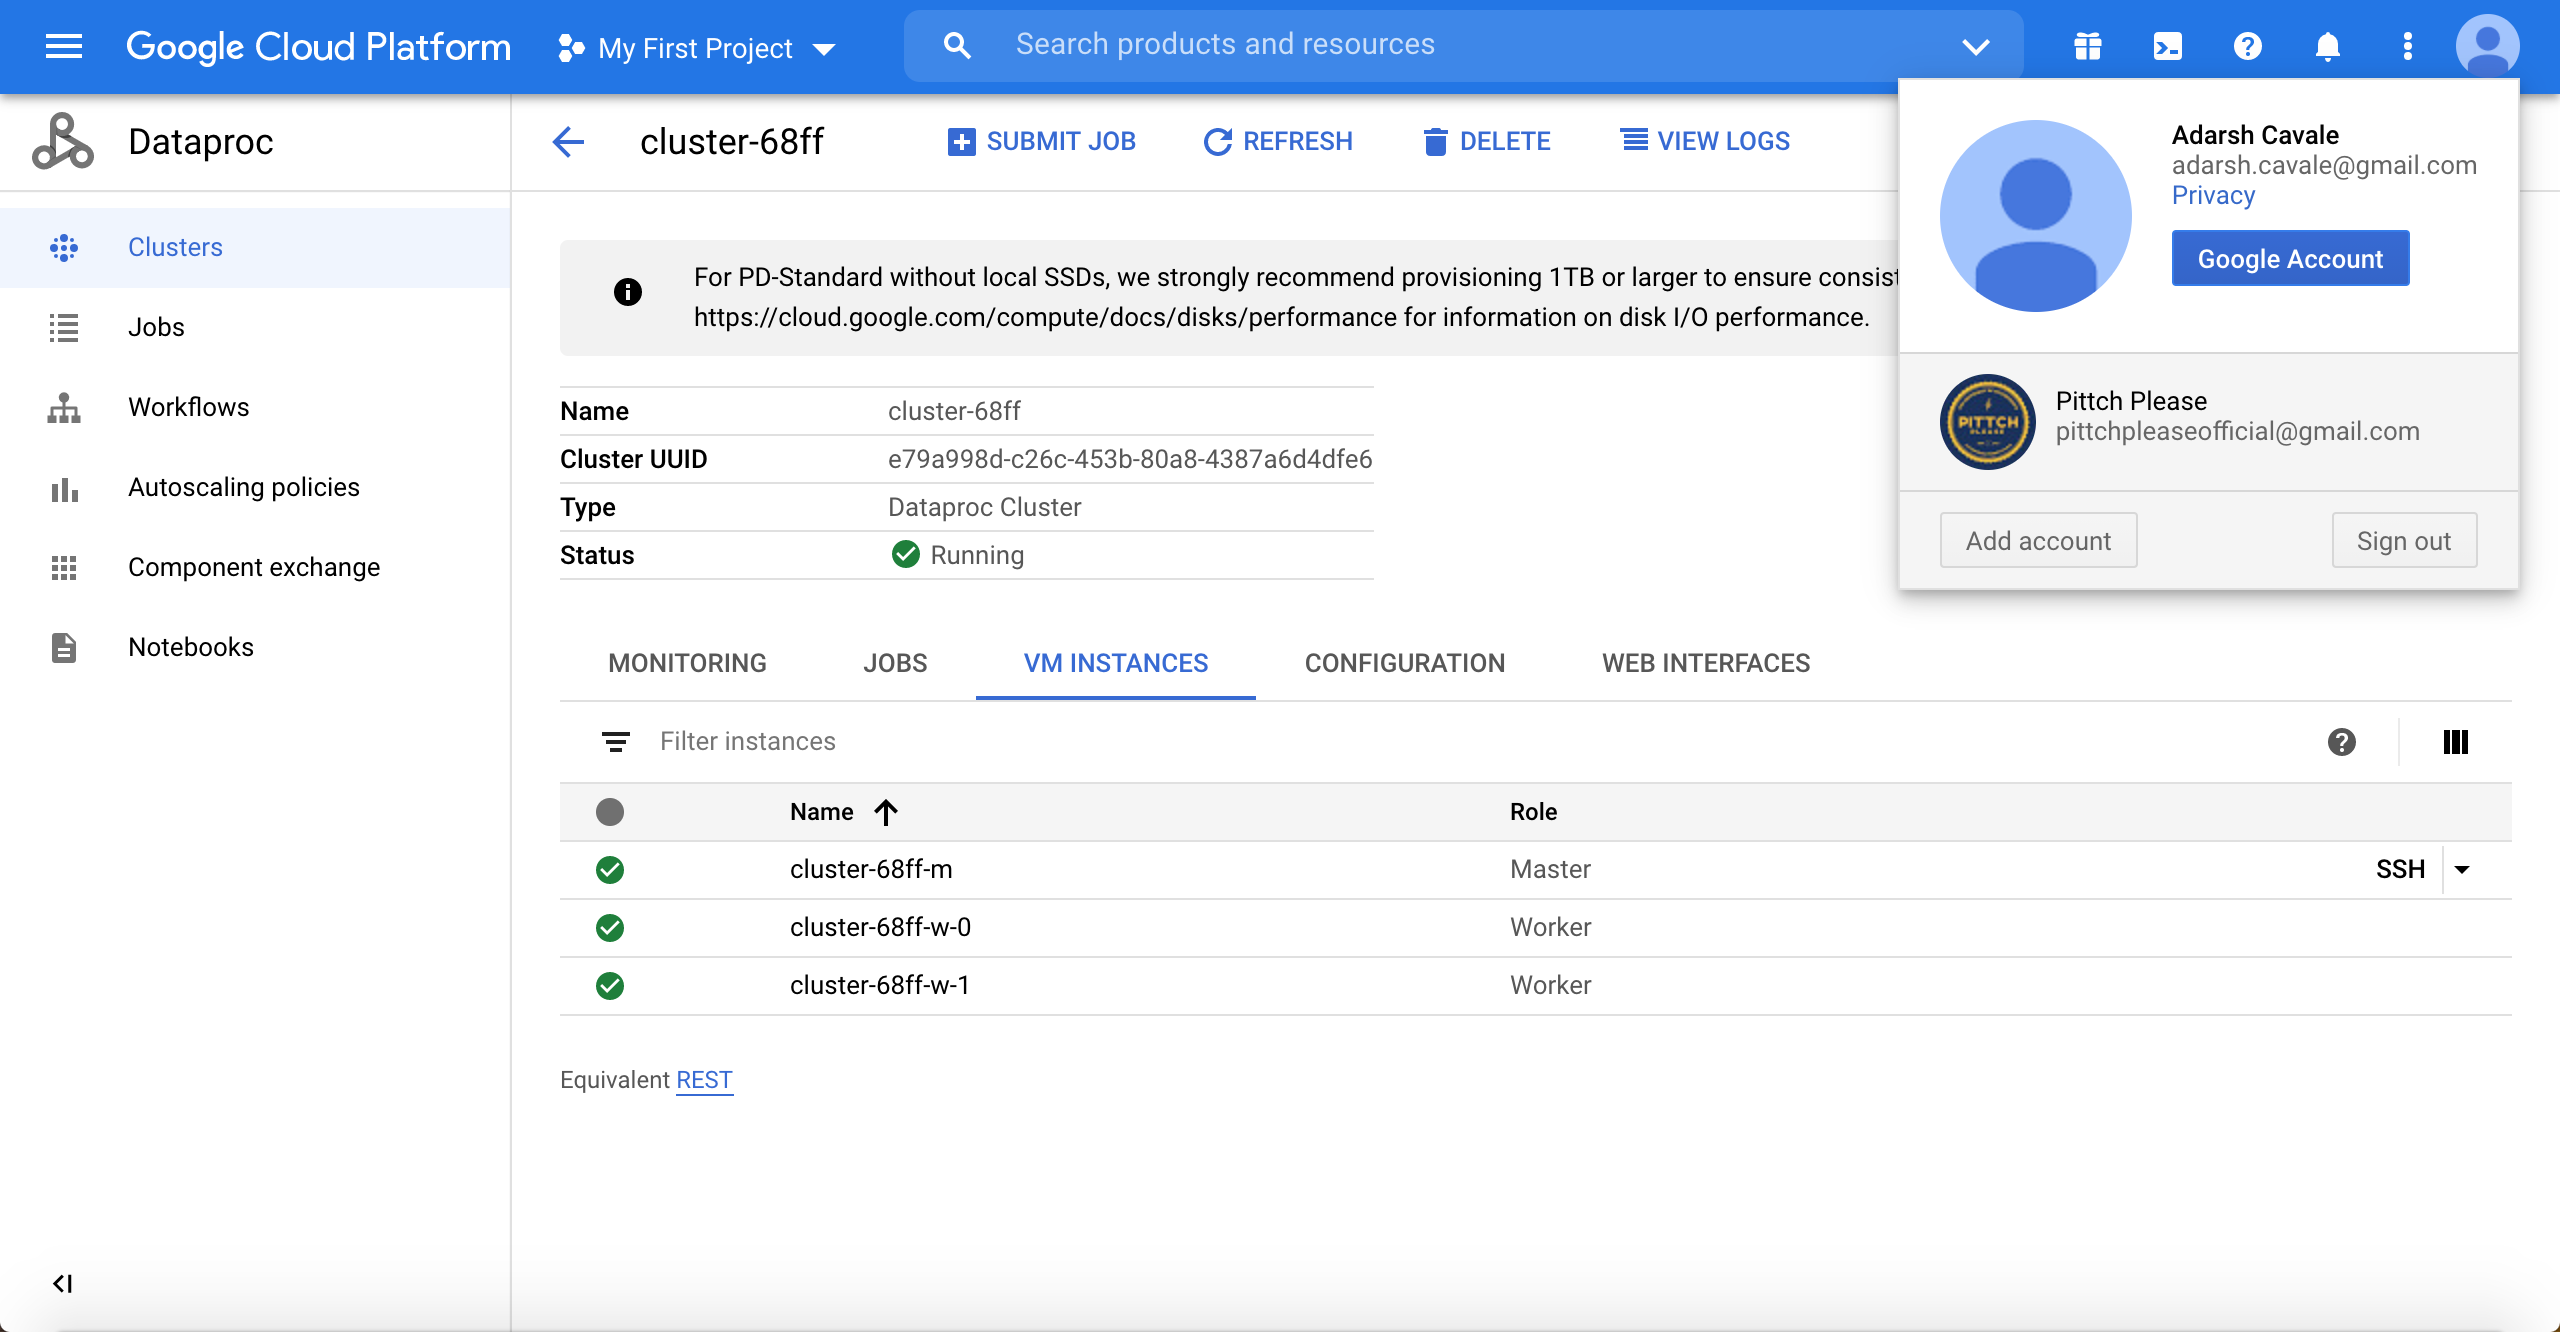 Google Cloud Platform
My First Project
Search products and resources
Dataproc
Clusters
Jobs
Workflows
Autoscaling policies
Component exchange
Notebooks
cluster-68ff
SUBMIT JOB
REFRESH
DELETE
VIEW LOGS
For PD-Standard without local SSDs, we strongly recommend provisioning 1TB or larger to ensure consist
https://cloud.google.com/compute/docs/disks/performance for information on disk I/O performance.
Name cluster-68ff
Cluster UUID e79a998d-c26c-453b-80a8-4387a6d4dfe6
Type Dataproc Cluster
Status Running
MONITORING JOBS VM INSTANCES CONFIGURATION WEB INTERFACES
Filter instances
Name Role
cluster-68ff-m Master SSH
cluster-68ff-w-0 Worker
cluster-68ff-w-1 Worker
Equivalent REST
Adarsh Cavale
adarsh.cavale@gmail.com
Privacy
Google Account
PITTCH
PLEASE
Pittch Please
pittchpleaseofficial@gmail.com
Add account
Sign out